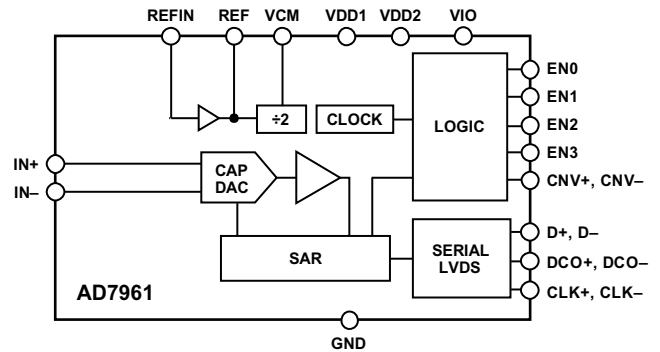 REFIN REF VCM VDD1 VDD2 VIO
÷2
CLOCK
LOGIC
EN0
EN1
EN2
EN3
CNV+, CNV–
IN+
IN–
CAP
DAC
SAR
SERIAL
LVDS
D+, D–
DCO+, DCO–
CLK+, CLK–
AD7961
GND